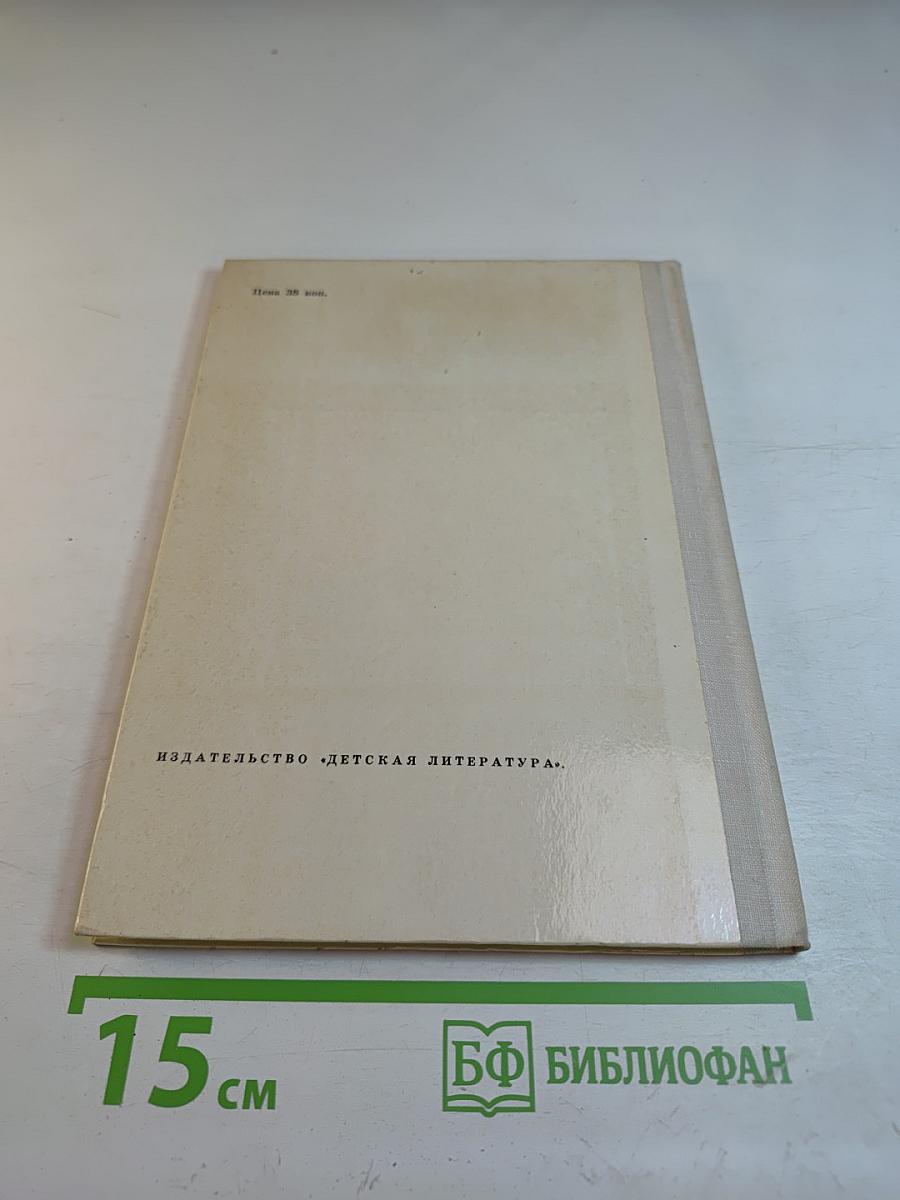 Цена 38 коп.
ИЗДАТЕЛЬСТВО «ДЕТСКАЯ ЛИТЕРАТУРА».
15 см
БФ БИБЛИОФАН